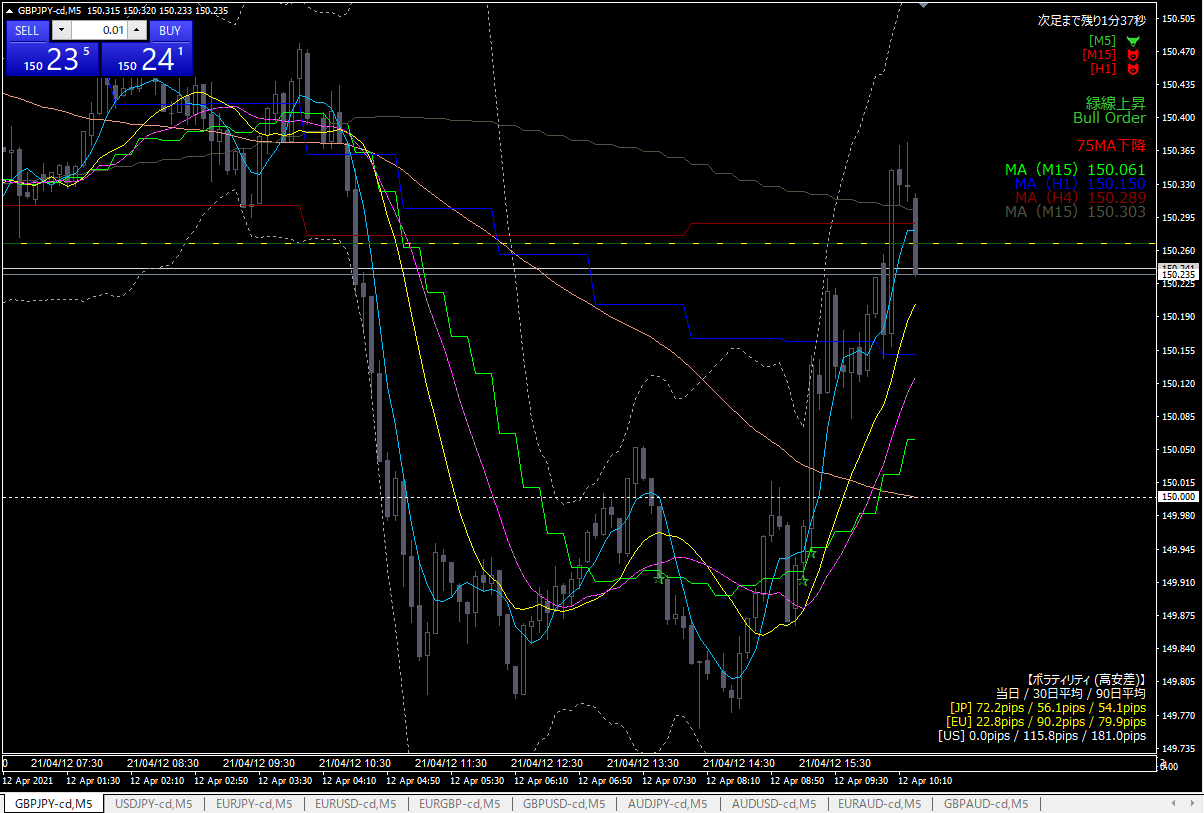 GBPJPY-cd,M5 150.315 150.320 150.233 150.235
SELL 0.01 BUY
150 23 5 150 24 1
次足まで残り1分37秒
[M5]
[M15]
[H1]
緑線上昇
Bull Order
75MA下降
MA（M15）150.061
MA（H1）150.150
MA（H4）150.289
MA（M15）150.303
150.505
150.470
150.435
150.400
150.365
150.330
150.295
150.260
150.235
150.225
150.190
150.155
150.120
150.085
150.050
150.015
150.000
149.980
149.945
149.910
149.875
149.840
149.805
149.770
149.735
【ボラティリティ (高安差)】
当日 / 30日平均 / 90日平均
[JP] 72.2pips / 56.1pips / 54.1pips
[EU] 22.8pips / 90.2pips / 79.9pips
[US] 0.0pips / 115.8pips / 181.0pips
0 21/04/12 07:30 21/04/12 08:30 21/04/12 09:30 21/04/12 10:30 21/04/12 11:30 21/04/12 12:30 21/04/12 13:30 21/04/12 14:30 21/04/12 15:30
12 Apr 2021 12 Apr 01:30 12 Apr 02:10 12 Apr 02:50 12 Apr 03:30 12 Apr 04:10 12 Apr 04:50 12 Apr 05:30 12 Apr 06:10 12 Apr 06:50 12 Apr 07:30 12 Apr 08:10 12 Apr 08:50 12 Apr 09:30 12 Apr 10:10
GBPJPY-cd,M5 USDJPY-cd,M5 EURJPY-cd,M5 EURUSD-cd,M5 EURGBP-cd,M5 GBPUSD-cd,M5 AUDJPY-cd,M5 AUDUSD-cd,M5 EURAUD-cd,M5 GBPAUD-cd,M5